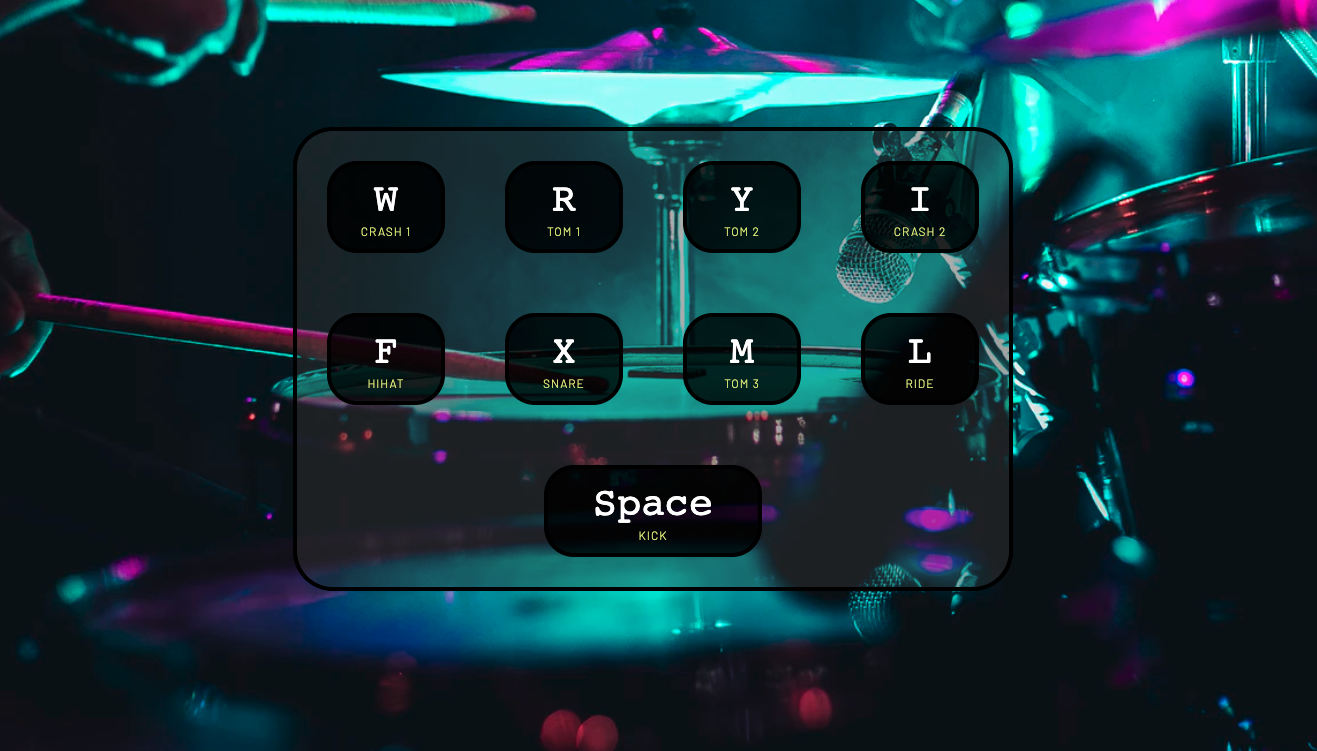 W R Y I
CRASH 1 TOM 1 TOM 2 CRASH 2
F X M L
HIHAT SNARE TOM 3 RIDE
Space
KICK